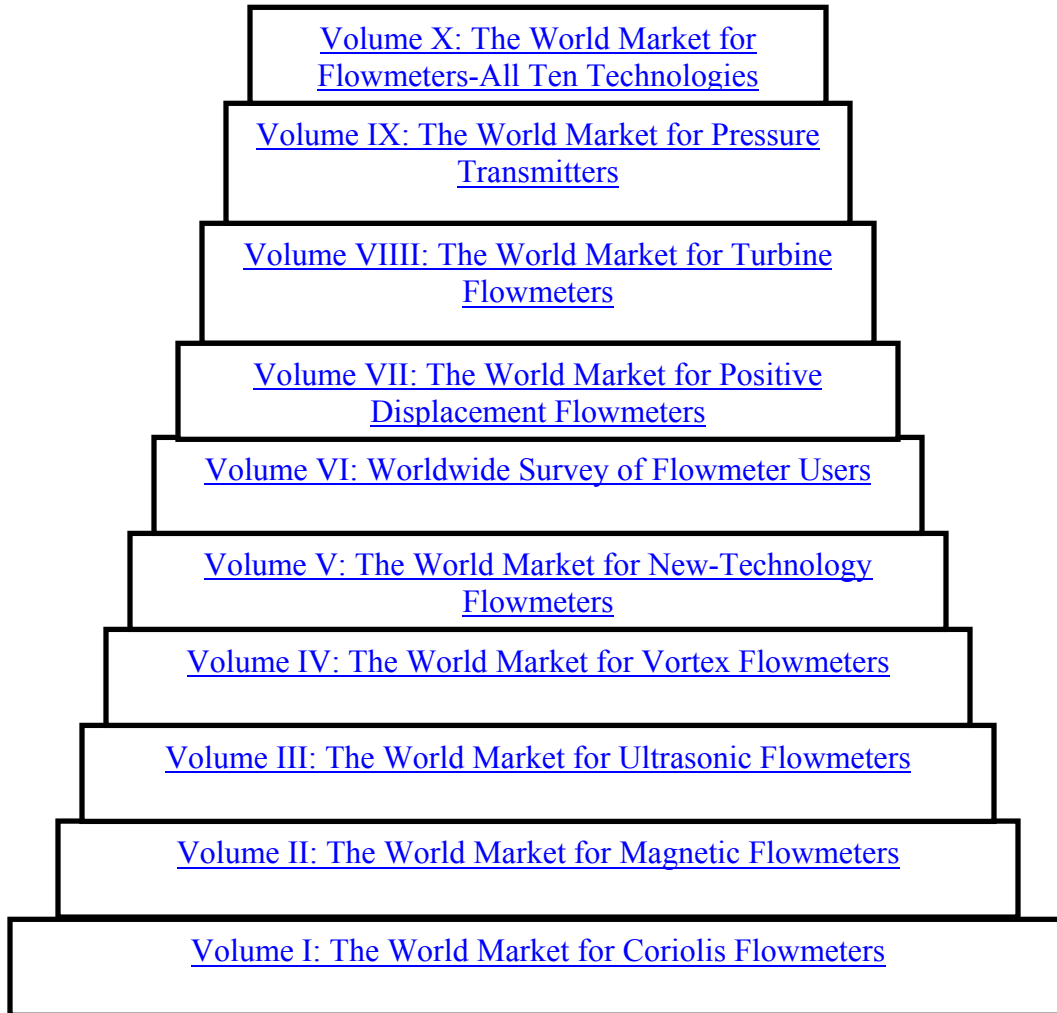 Volume X: The World Market for
Flowmeters-All Ten Technologies
Volume IX: The World Market for Pressure
Transmitters
Volume VIIII: The World Market for Turbine
Flowmeters
Volume VII: The World Market for Positive
Displacement Flowmeters
Volume VI: Worldwide Survey of Flowmeter Users
Volume V: The World Market for New-Technology
Flowmeters
Volume IV: The World Market for Vortex Flowmeters
Volume III: The World Market for Ultrasonic Flowmeters
Volume II: The World Market for Magnetic Flowmeters
Volume I: The World Market for Coriolis Flowmeters